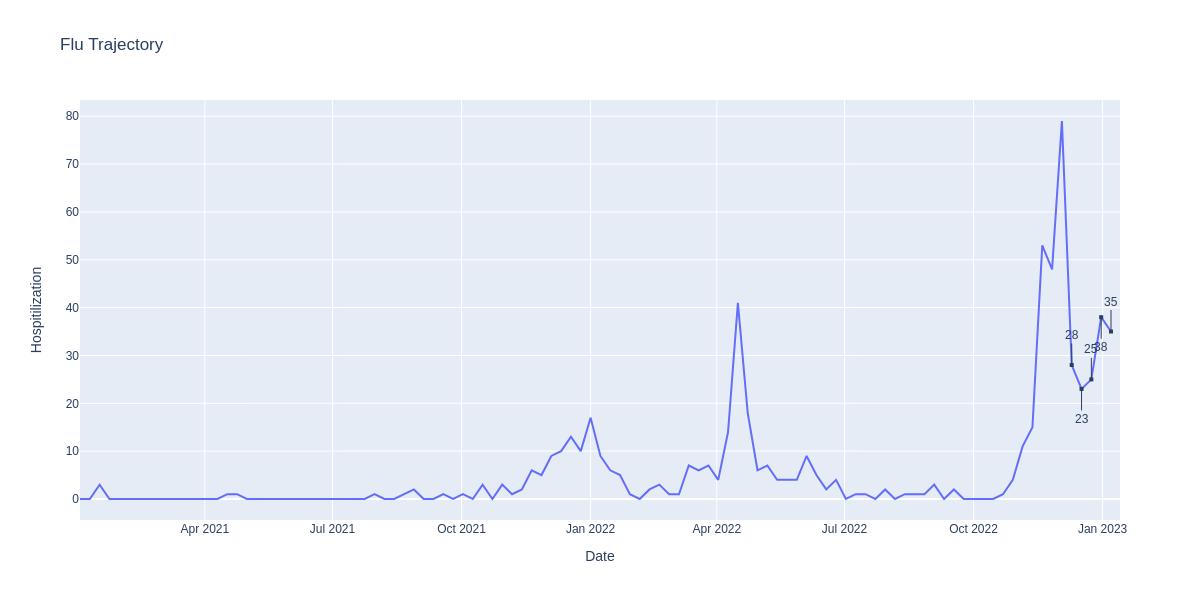 Flu Trajectory
80
70
60
50
40
30
20
10
0
Hospitilization
35
28
25
38
23
Apr 2021
Jul 2021
Oct 2021
Jan 2022
Apr 2022
Jul 2022
Oct 2022
Jan 2023
Date